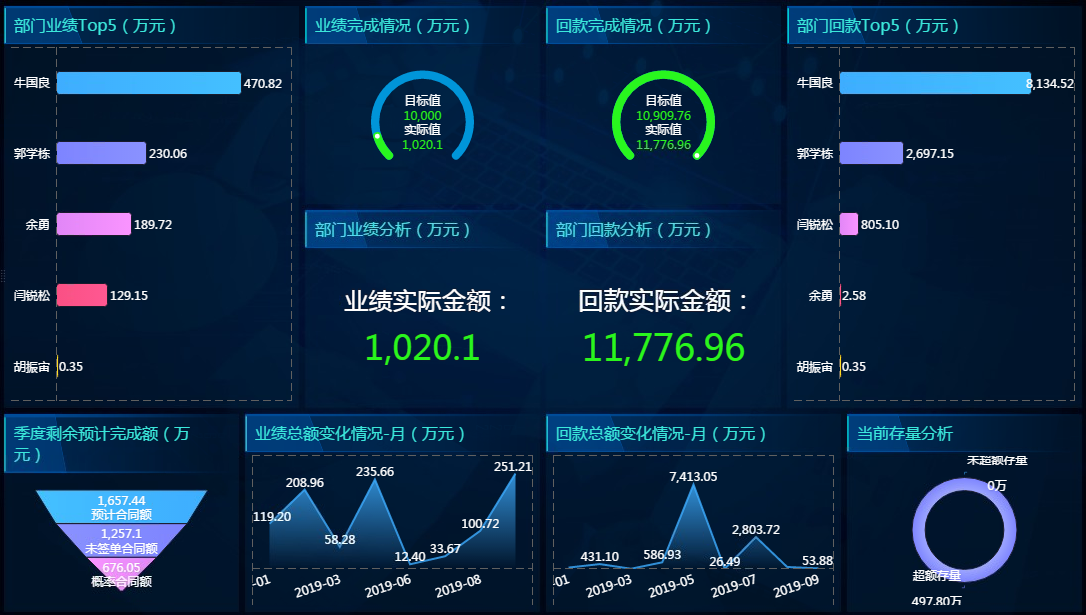 部门业绩Top5（万元）
牛国良
470.82
郭学栋
230.06
余勇
189.72
闫锐松
129.15
胡振宙
0.35
业绩完成情况（万元）
目标值
10,000
实际值
1,020.1
回款完成情况（万元）
目标值
10,909.76
实际值
11,776.96
部门业绩分析（万元）
业绩实际金额：
1,020.1
部门回款分析（万元）
回款实际金额：
11,776.96
部门回款Top5（万元）
牛国良
8,134.52
郭学栋
2,697.15
闫锐松
805.10
余勇
2.58
胡振宙
0.35
季度剩余预计完成额（万
元）
1,657.44
预计合同额
1,257.1
未签单合同额
676.05
概率合同额
业绩总额变化情况-月（万元）
119.20
208.96
58.28
235.66
12.40
33.67
100.72
251.21
-01
2019-03
2019-06
2019-08
回款总额变化情况-月（万元）
431.10
586.93
7,413.05
26.49
2,803.72
53.88
-01
2019-03
2019-05
2019-07
2019-09
当前存量分析
未超额存量
0万
超额存量
497.80万